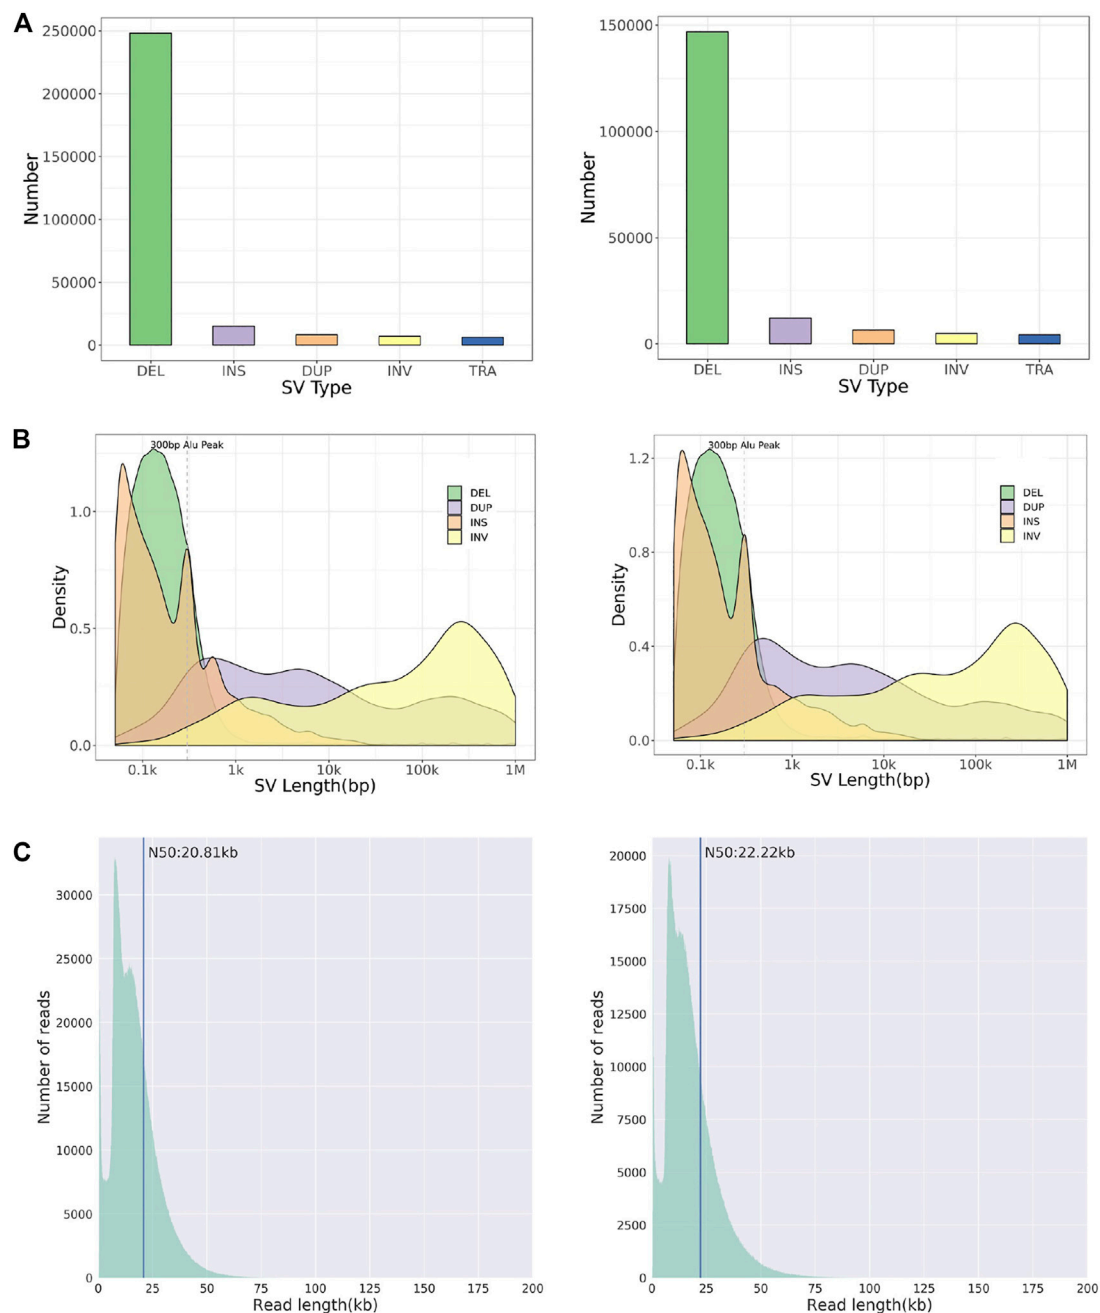 A
Number
250000
200000
150000
100000
50000
0
DEL INS DUP INV TRA
SV Type
Number
150000
100000
50000
0
DEL INS DUP INV TRA
SV Type
B
300bp Alu Peak
Density
1.0
0.5
0.0
DEL
DUP
INS
INV
0.1k 1k 10k 100k 1M
SV Length(bp)
300bp Alu Peak
Density
1.2
0.8
0.4
0.0
DEL
DUP
INS
INV
0.1k 1k 10k 100k 1M
SV Length(bp)
C
N50:20.81kb
Number of reads
30000
25000
20000
15000
10000
5000
0
0 25 50 75 100 125 150 175 200
Read length(kb)
N50:22.22kb
Number of reads
20000
17500
15000
12500
10000
7500
5000
2500
0
0 25 50 75 100 125 150 175 200
Read length(kb)